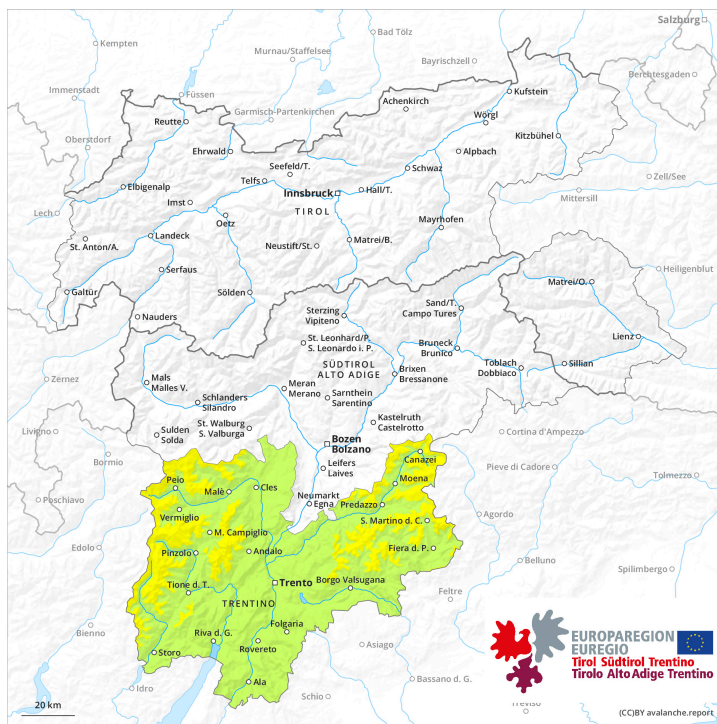 Salzburg
Kempten
Bad Tölz
Murnau/Staffelsee
Bayrischzell
Berchtesgaden
Immenstadt
Füssen
Kufstein
Achenkirch
Garmisch-Partenkirchen
Reutte
Wörgl
Oberstdorf
Ehrwald
Kitzbühel
Alpbach
Seefeld/T.
Schwaz
Zell/See
Telfs
Elbigenalp
Innsbruck
Hall/T.
Mittersill
Imst
TIROL
Lech
Oetz
Mayrhofen
St. Anton/A.
Landeck
Neustift/St.
Matrei/B.
Serfaus
Heiligenblut
Matrei/O.
Galtür
Sölden
Sand/T.
Campo Tures
Nauders
Sterzing
Vipiteno
Lienz
St. Leonhard/P.
S. Leonardo i. P.
Bruneck
Brunico
SÜDTIROL
ALTO ADIGE
Toblach
Dobbiaco
Sillian
Brixen
Bressanone
Mals
Malles V.
Meran
Merano
Zernez
Schlanders
Silandro
Sarnthein
Sarentino
Kastelruth
Castelrotto
St. Walburg
S. Valburga
Livigno
Sulden
Solda
Bozen
Bolzano
Cortina d'Ampezzo
Bormio
Canazei
Leifers
Laives
Pieve di Cadore
Tolmezzo
Peio
Moena
Malè
Cles
Neumarkt
Egna
Poschiavo
Predazzo
Vermiglio
S. Martino d. C.
Agordo
M. Campiglio
Edolo
Pinzolo
Andalo
Fiera d. P.
Belluno
Spilimbergo
Tione d. T.
Trento
Borgo Valsugana
Feltre
TRENTINO
Folgaria
Bienno
Riva d. G.
Storo
Rovereto
Asiago
Ala
Bassano d. G.
Idro
Schio
Treviso
EUROPAREGION
EUREGIO
Tirol Südtirol Trentino
Tirolo Alto Adige Trentino
20 km
(CC)BY avalanche.report